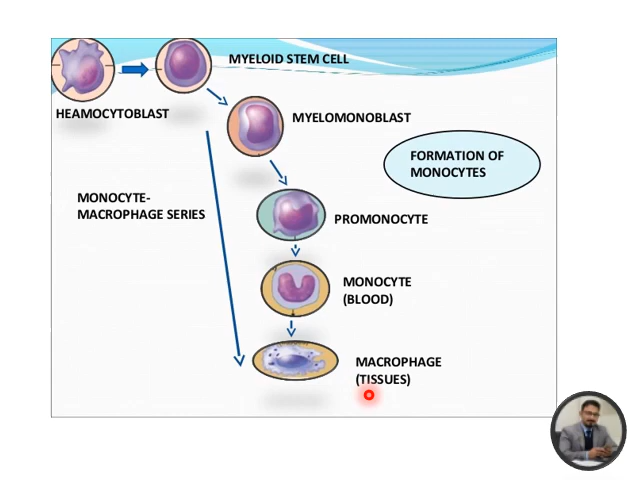 MYELOID STEM CELL
HEAMOCYTOBLAST
MYELOMONOBLAST
FORMATION OF
MONOCYTES
MONOCYTE-
MACROPHAGE SERIES
PROMONOCYTE
MONOCYTE
(BLOOD)
MACROPHAGE
(TISSUES)